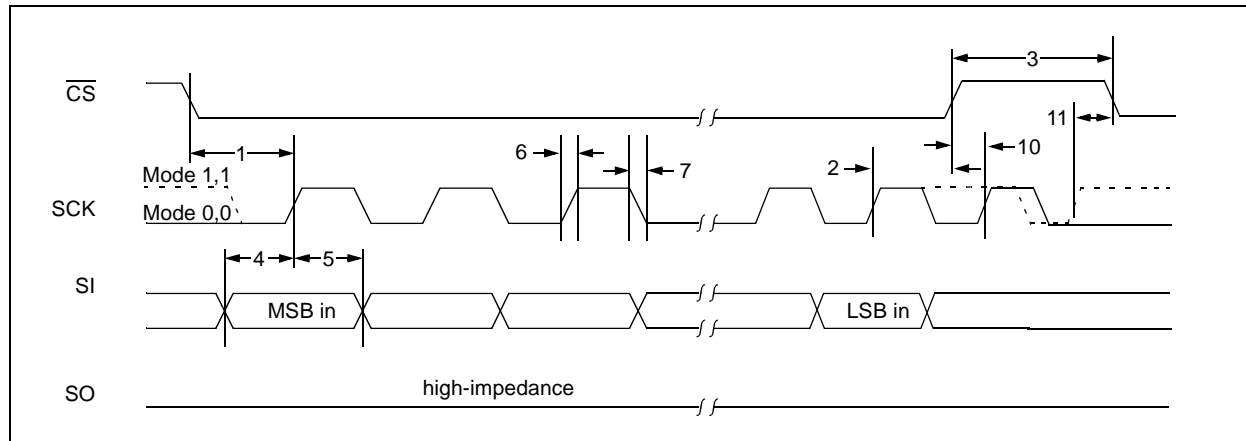 CS
3
11
1
6
7
2
10
Mode 1,1
SCK
Mode 0,0
4
5
SI
MSB in
LSB in
SO
high-impedance